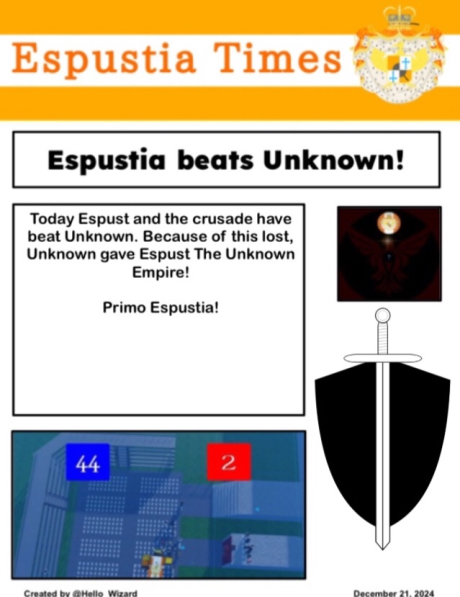 Espustia Times
Espustia beats Unknown!
Today Espust and the crusade have
beat Unknown. Because of this lost,
Unknown gave Espust The Unknown
Empire!
Primo Espustia!
44
2
Created by @Hello_Wizard
December 21, 2024